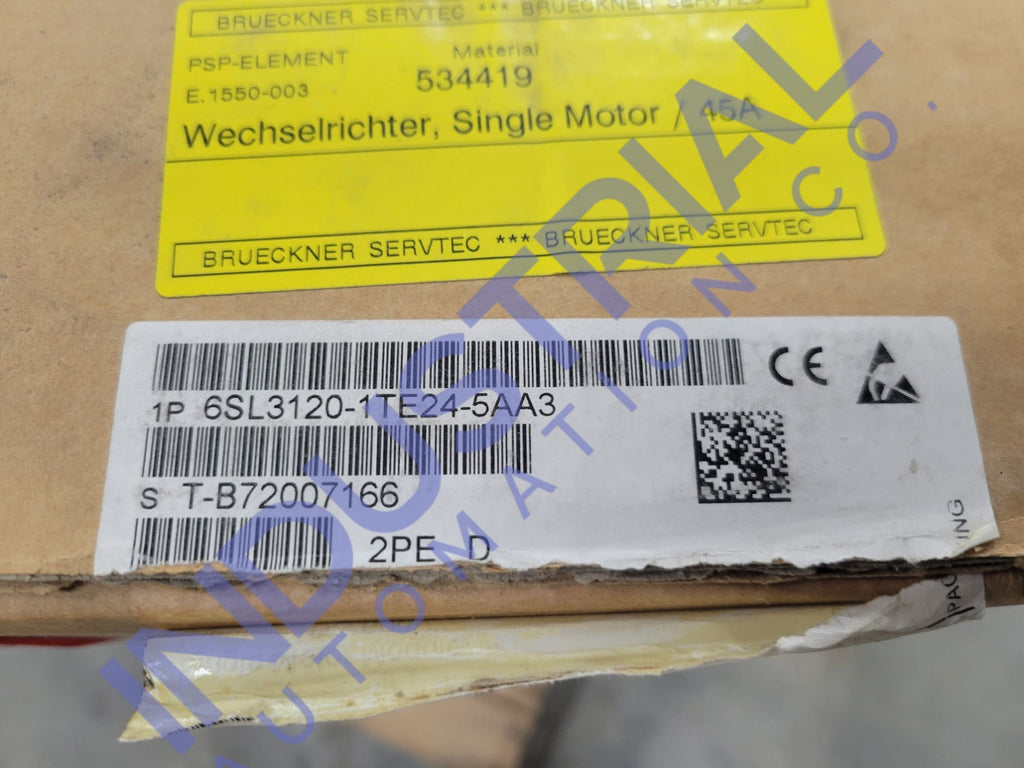 BRUECKNER SERVTEC *** BRUECKNER SERVTEC
PSP-ELEMENT Material
E.1550-003 534419
Wechselrichter, Single Motor / 45A
BRUECKNER SERVTEC *** BRUECKNER SERVTEC
CE
1P 6SL3120-1TE24-5AA3
S T-B72007166
2PE D
INDUSTRIAL
AUTOMATION CO.